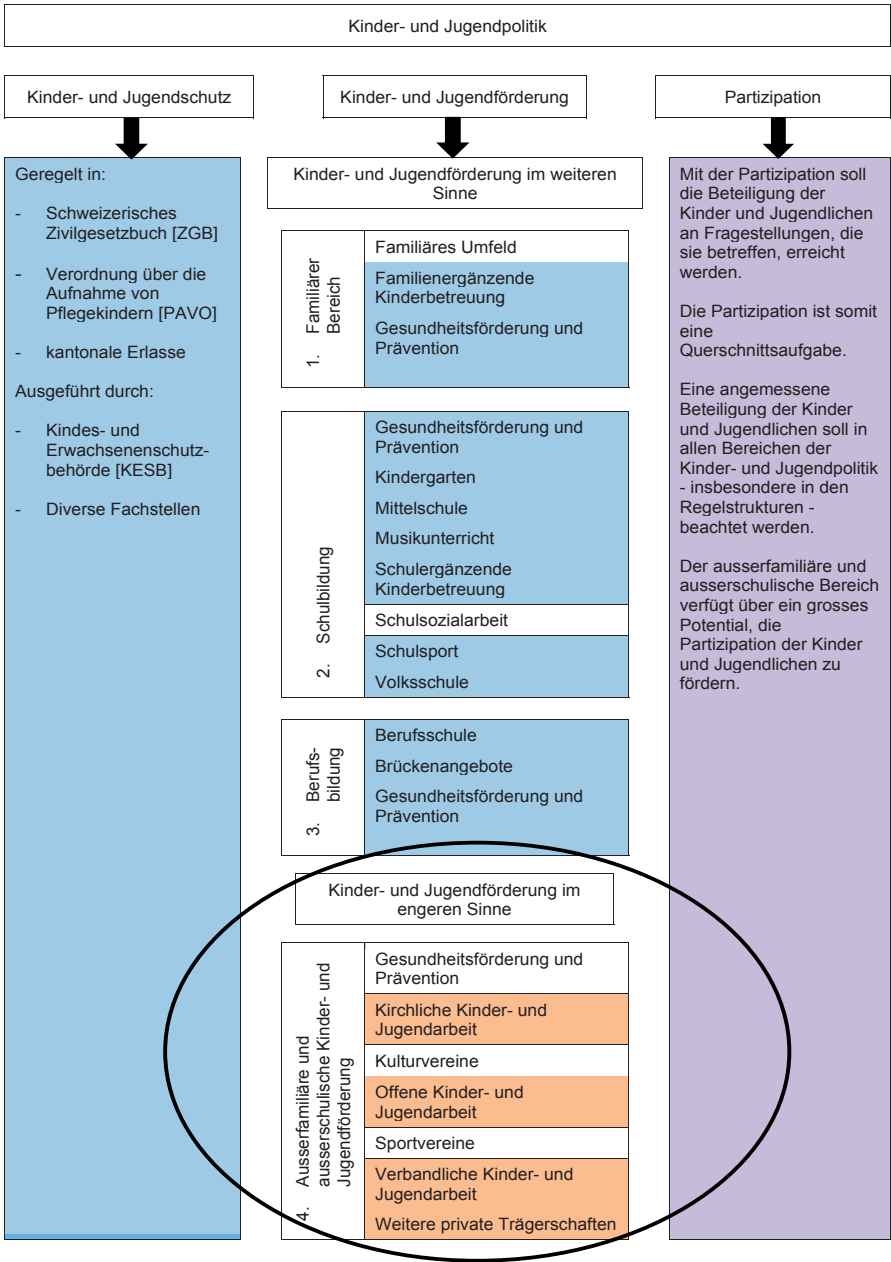 Kinder- und Jugendpolitik
Kinder- und Jugendschutz
Geregelt in:
- Schweizerisches
Zivilgesetzbuch [ZGB]
- Verordnung über die
Aufnahme von
Pflegekindern [PAVO]
- kantonale Erlasse
Ausgeführt durch:
- Kindes- und
Erwachsenenschutz-
behörde [KESB]
- Diverse Fachstellen
Kinder- und Jugendförderung
Kinder- und Jugendförderung im weiteren
Sinne
1. Familiärer
Bereich
Familiäres Umfeld
Familienergänzende
Kinderbetreuung
Gesundheitsförderung und
Prävention
2. Schulbildung
Gesundheitsförderung und
Prävention
Kindergarten
Mittelschule
Musikunterricht
Schulergänzende
Kinderbetreuung
Schulsozialarbeit
Schulsport
Volksschule
3. Berufs-
bildung
Berufsschule
Brückenangebote
Gesundheitsförderung und
Prävention
Kinder- und Jugendförderung im
engeren Sinne
4. Ausserfamiliäre und
ausserschulische Kinder- und
Jugendförderung
Gesundheitsförderung und
Prävention
Kirchliche Kinder- und
Jugendarbeit
Kulturvereine
Offene Kinder- und
Jugendarbeit
Sportvereine
Verbandliche Kinder- und
Jugendarbeit
Weitere private Trägerschaften
Partizipation
Mit der Partizipation soll
die Beteiligung der
Kinder und Jugendlichen
an Fragestellungen, die
sie betreffen, erreicht
werden.
Die Partizipation ist somit
eine
Querschnittsaufgabe.
Eine angemessene
Beteiligung der Kinder
und Jugendlichen soll in
allen Bereichen der
Kinder- und Jugendpolitik
- insbesondere in den
Regelstrukturen -
beachtet werden.
Der ausserfamiliäre und
ausserschulische Bereich
verfügt über ein grosses
Potential, die
Partizipation der Kinder
und Jugendlichen zu
fördern.